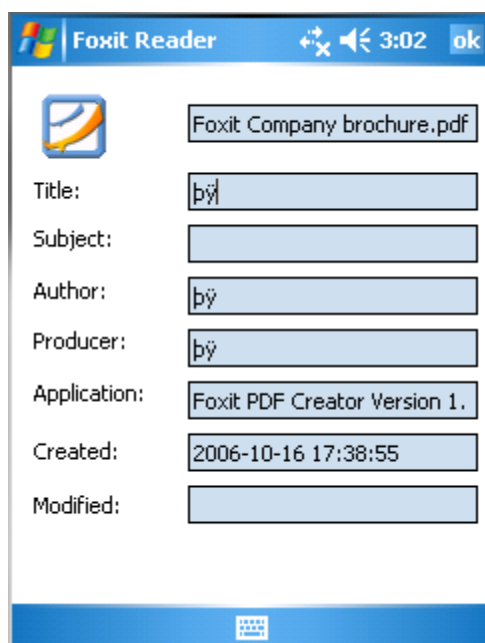 Foxit Reader 3:02 ok
Foxit Company brochure.pdf
Title: þÿ
Subject:
Author: þÿ
Producer: þÿ
Application: Foxit PDF Creator Version 1.
Created: 2006-10-16 17:38:55
Modified: